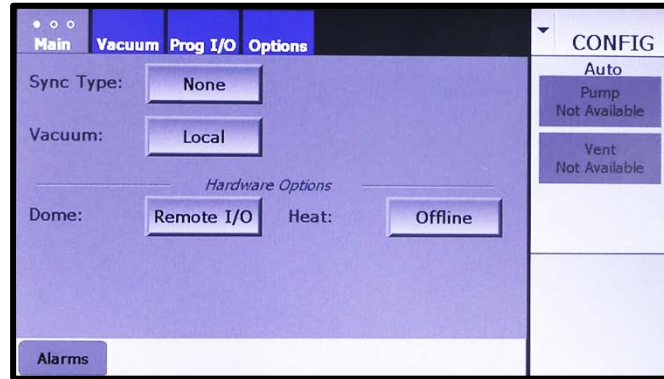 Main Vacuum Prog I/O Options
CONFIG
Auto
Pump
Not Available
Vent
Not Available
Sync Type: None
Vacuum: Local
Hardware Options
Dome: Remote I/O Heat: Offline
Alarms